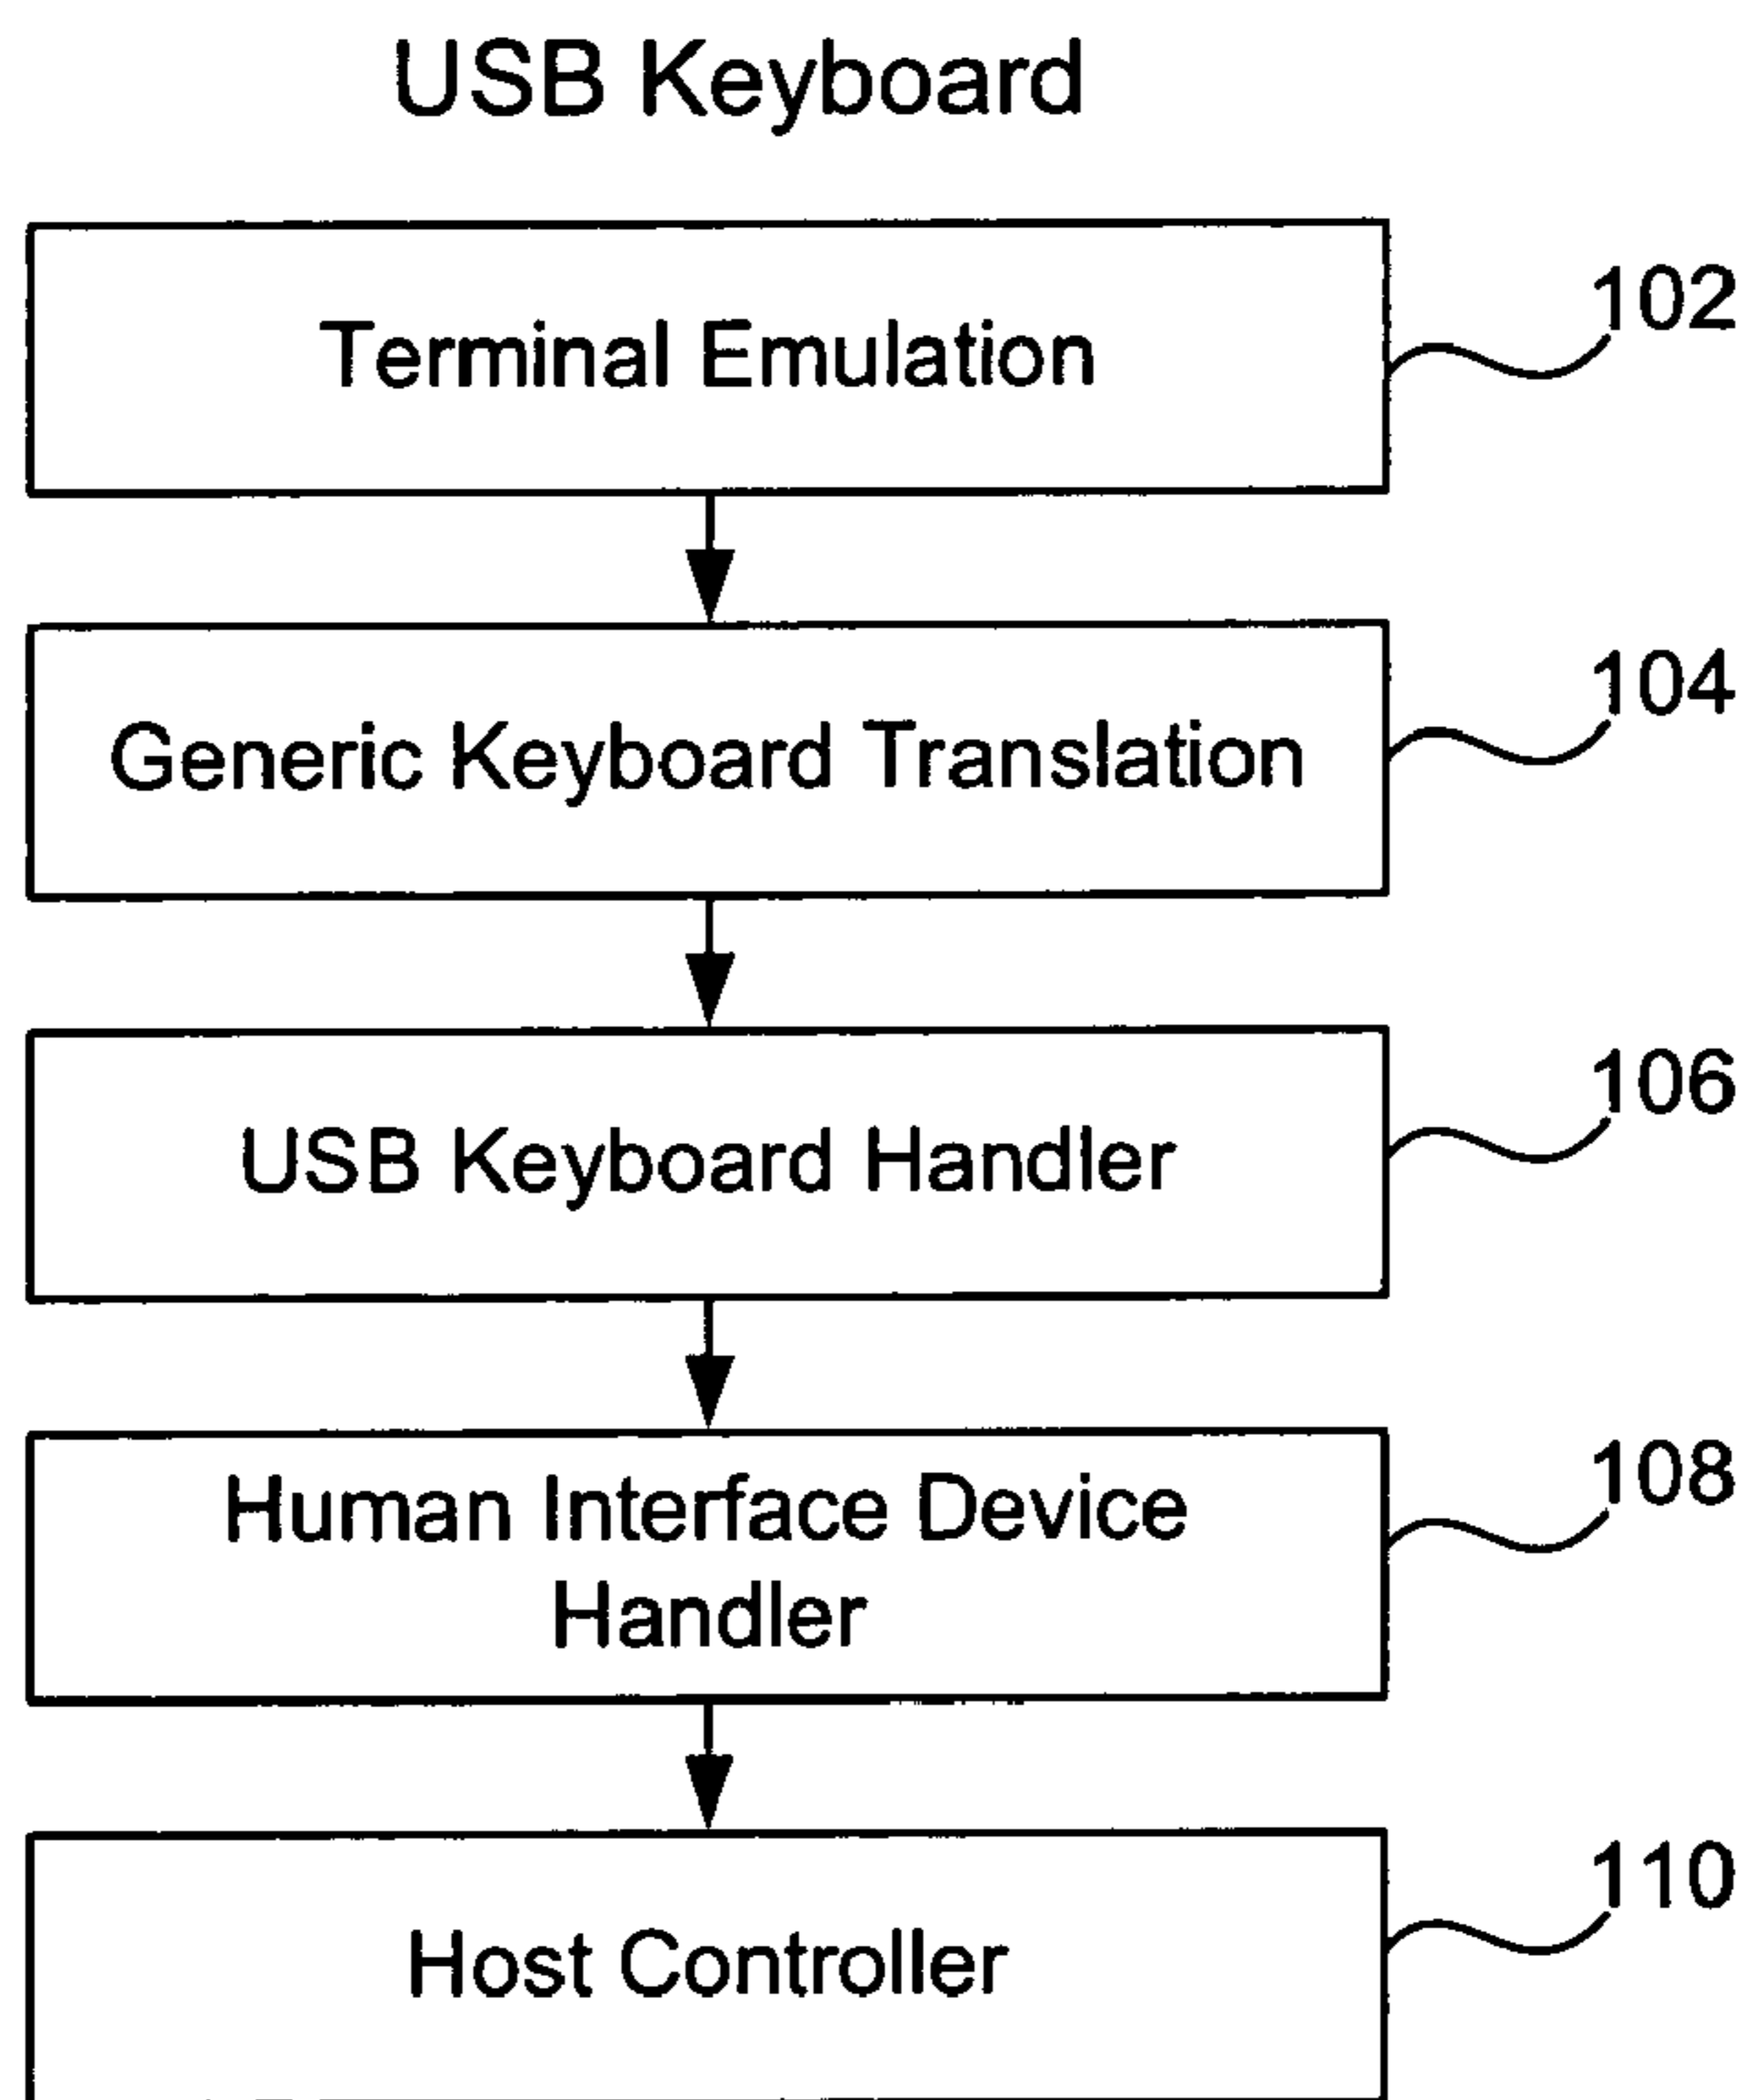 USB Keyboard
Terminal Emulation
102
Generic Keyboard Translation
104
USB Keyboard Handler
106
Human Interface Device
Handler
108
Host Controller
110